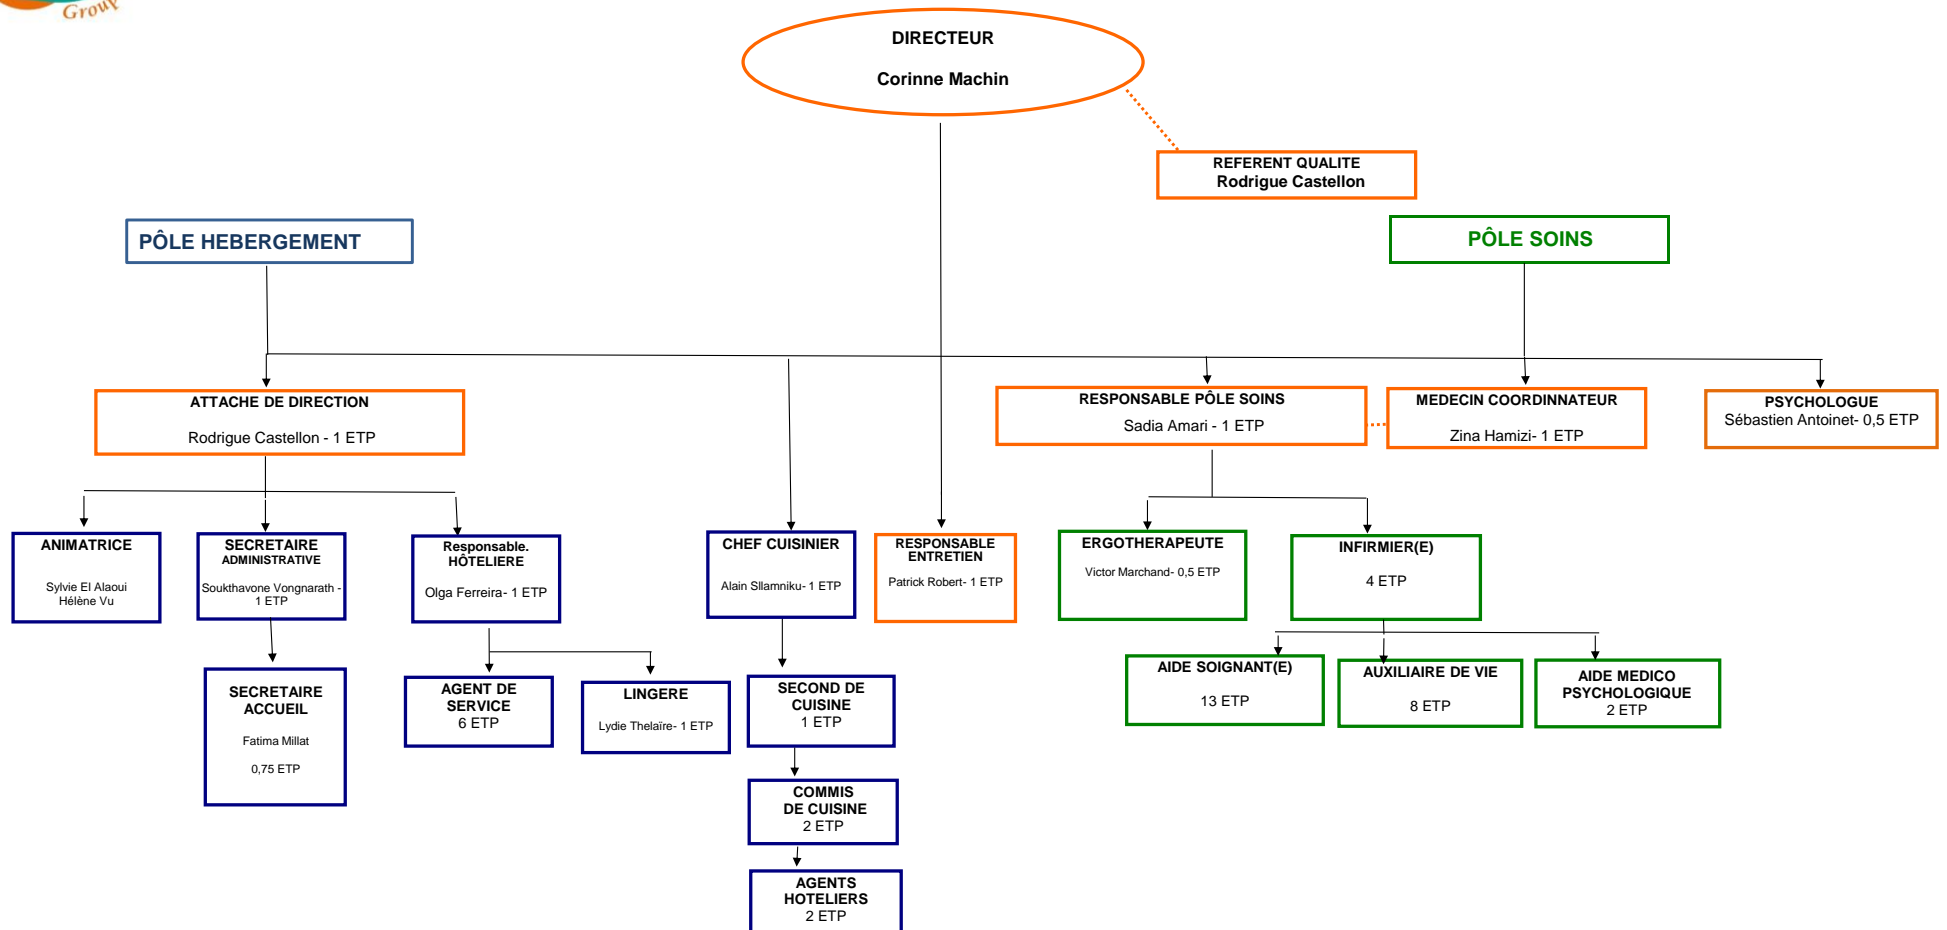 Group
DIRECTEUR
Corinne Machin
REFERENT QUALITE
Rodrigue Castellon
PÔLE HEBERGEMENT
PÔLE SOINS
ATTACHE DE DIRECTION
Rodrigue Castellon - 1 ETP
RESPONSABLE PÔLE SOINS
Sadia Amari - 1 ETP
MEDECIN COORDINNATEUR
Zina Hamizi- 1 ETP
PSYCHOLOGUE
Sébastien Antoinet- 0,5 ETP
ANIMATRICE
Sylvie El Alaoui
Hélène Vu
SECRETAIRE
ADMINISTRATIVE
Soukthavone Vongnarath -
1 ETP
Responsable.
HÔTELIERE
Olga Ferreira- 1 ETP
CHEF CUISINIER
Alain Sllamniku- 1 ETP
RESPONSABLE
ENTRETIEN
Patrick Robert- 1 ETP
ERGOTHERAPEUTE
Victor Marchand- 0,5 ETP
INFIRMIER(E)
4 ETP
SECRETAIRE
ACCUEIL
Fatima Millat
0,75 ETP
AGENT DE
SERVICE
6 ETP
LINGERE
Lydie Thelaïre- 1 ETP
SECOND DE
CUISINE
1 ETP
AIDE SOIGNANT(E)
13 ETP
AUXILIAIRE DE VIE
8 ETP
AIDE MEDICO
PSYCHOLOGIQUE
2 ETP
COMMIS
DE CUISINE
2 ETP
AGENTS
HOTELIERS
2 ETP